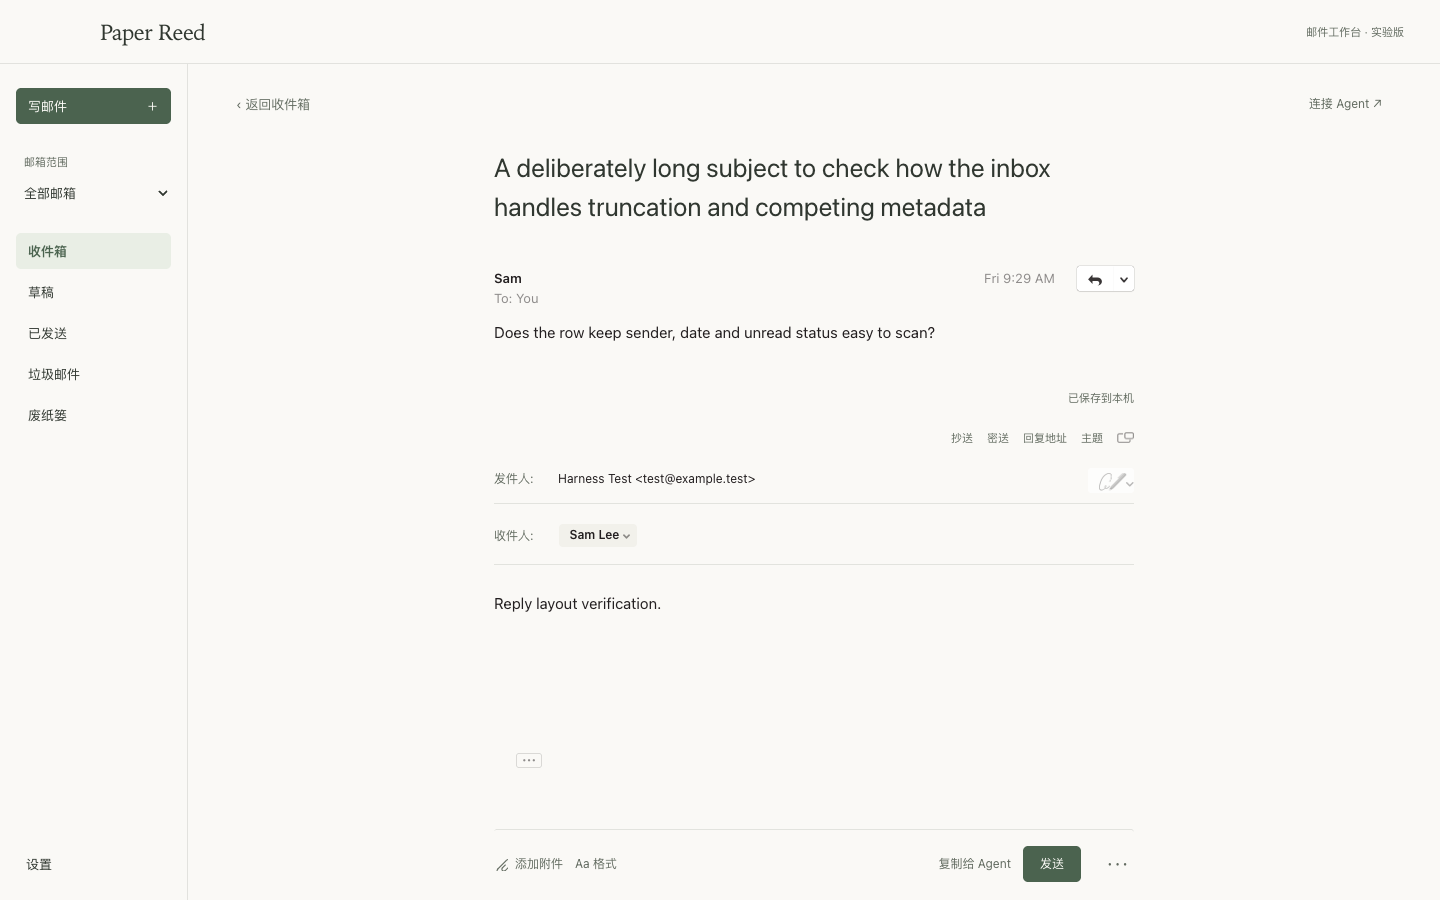 Paper Reed
邮件工作台 · 实验版
写邮件 +
‹ 返回收件箱
连接 Agent ↗
邮箱范围
全部邮箱
收件箱
草稿
已发送
垃圾邮件
废纸篓
设置
A deliberately long subject to check how the inbox
handles truncation and competing metadata
Sam
Fri 9:29 AM
To: You
Does the row keep sender, date and unread status easy to scan?
已保存到本机
抄送 密送 回复地址 主题
发件人: Harness Test <test@example.test>
收件人: Sam Lee
Reply layout verification.
···
添加附件 Aa 格式
复制给 Agent 发送 ···